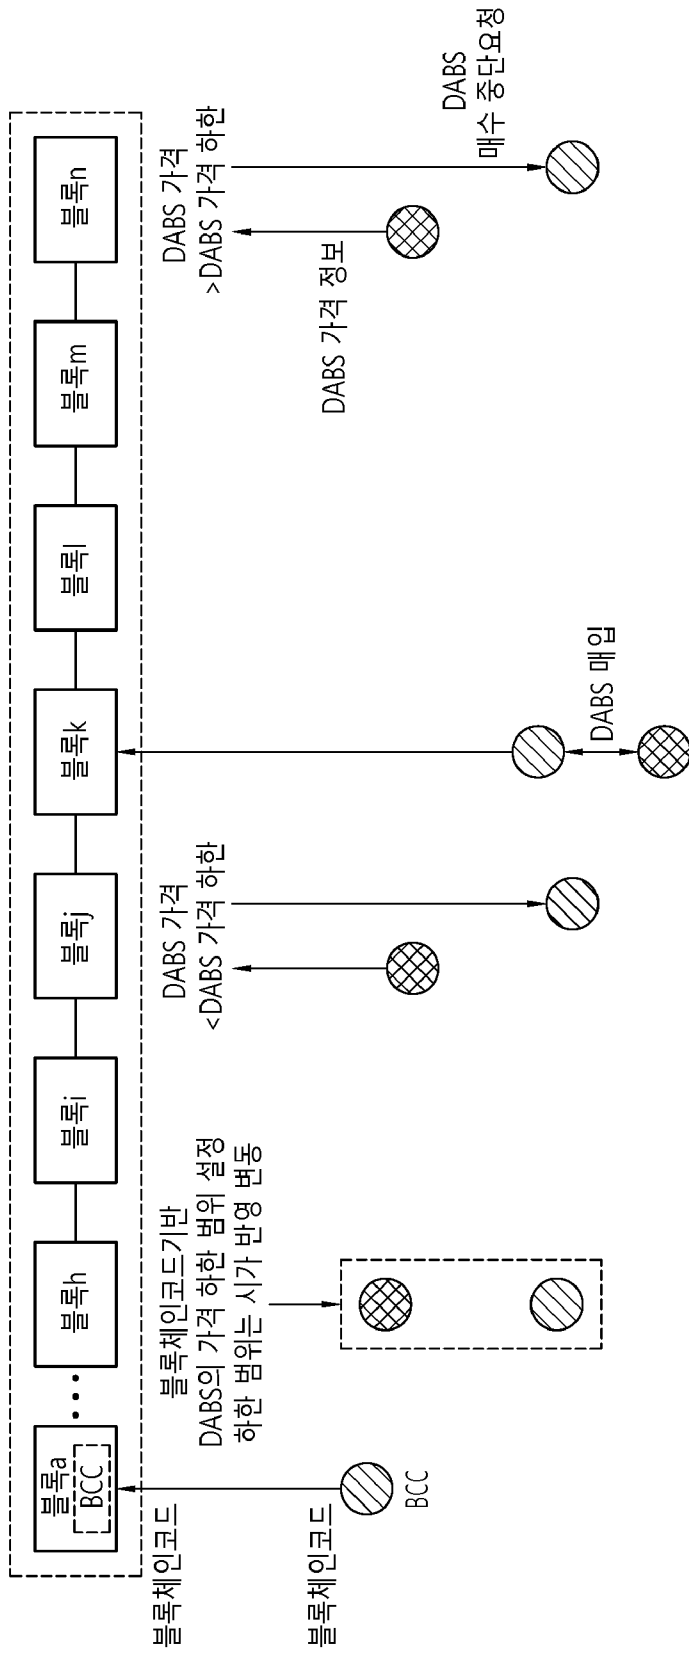 블록a
BCC
블록h
블록i
블록j
블록k
블록l
블록m
블록n
블록체인코드
블록체인코드
BCC
블록체인코드기반
DABS의 가격 하한 범위 설정
하한 범위는 시가 반영 변동
DABS 가격
<DABS 가격 하한
DABS 매입
DABS 가격
>DABS 가격 하한
DABS 가격 정보
DABS
매수 중단요청